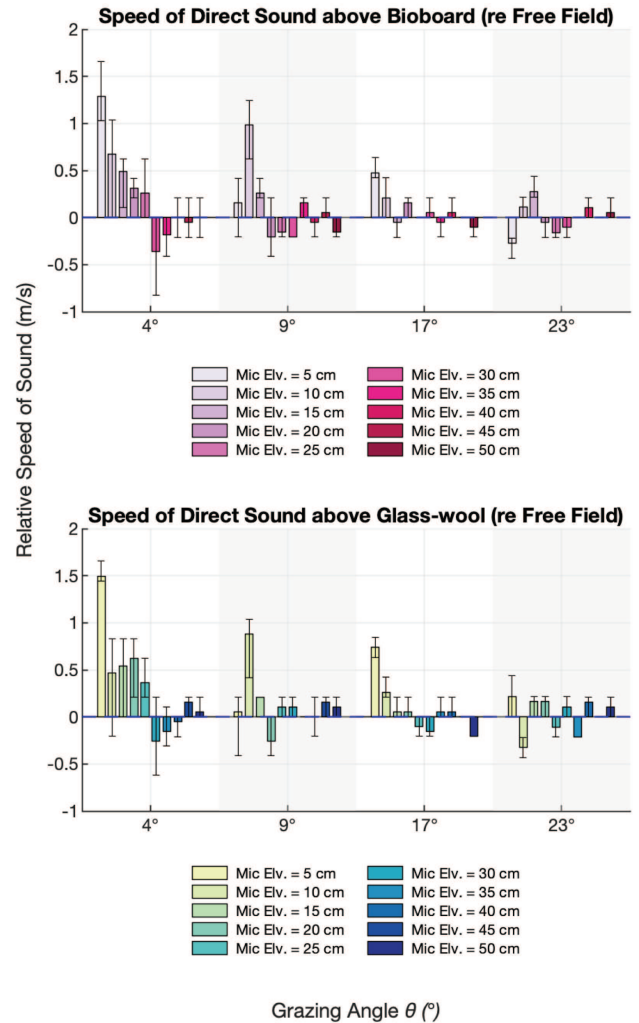 Speed of Direct Sound above Bioboard (re Free Field)
2
1.5
1
0.5
0
-0.5
-1
4° 9° 17° 23°
Mic Elv. = 5 cm Mic Elv. = 30 cm
Mic Elv. = 10 cm Mic Elv. = 35 cm
Mic Elv. = 15 cm Mic Elv. = 40 cm
Mic Elv. = 20 cm Mic Elv. = 45 cm
Mic Elv. = 25 cm Mic Elv. = 50 cm
Relative Speed of Sound (m/s)
Speed of Direct Sound above Glass-wool (re Free Field)
2
1.5
1
0.5
0
-0.5
-1
4° 9° 17° 23°
Mic Elv. = 5 cm Mic Elv. = 30 cm
Mic Elv. = 10 cm Mic Elv. = 35 cm
Mic Elv. = 15 cm Mic Elv. = 40 cm
Mic Elv. = 20 cm Mic Elv. = 45 cm
Mic Elv. = 25 cm Mic Elv. = 50 cm
Grazing Angle θ (°)